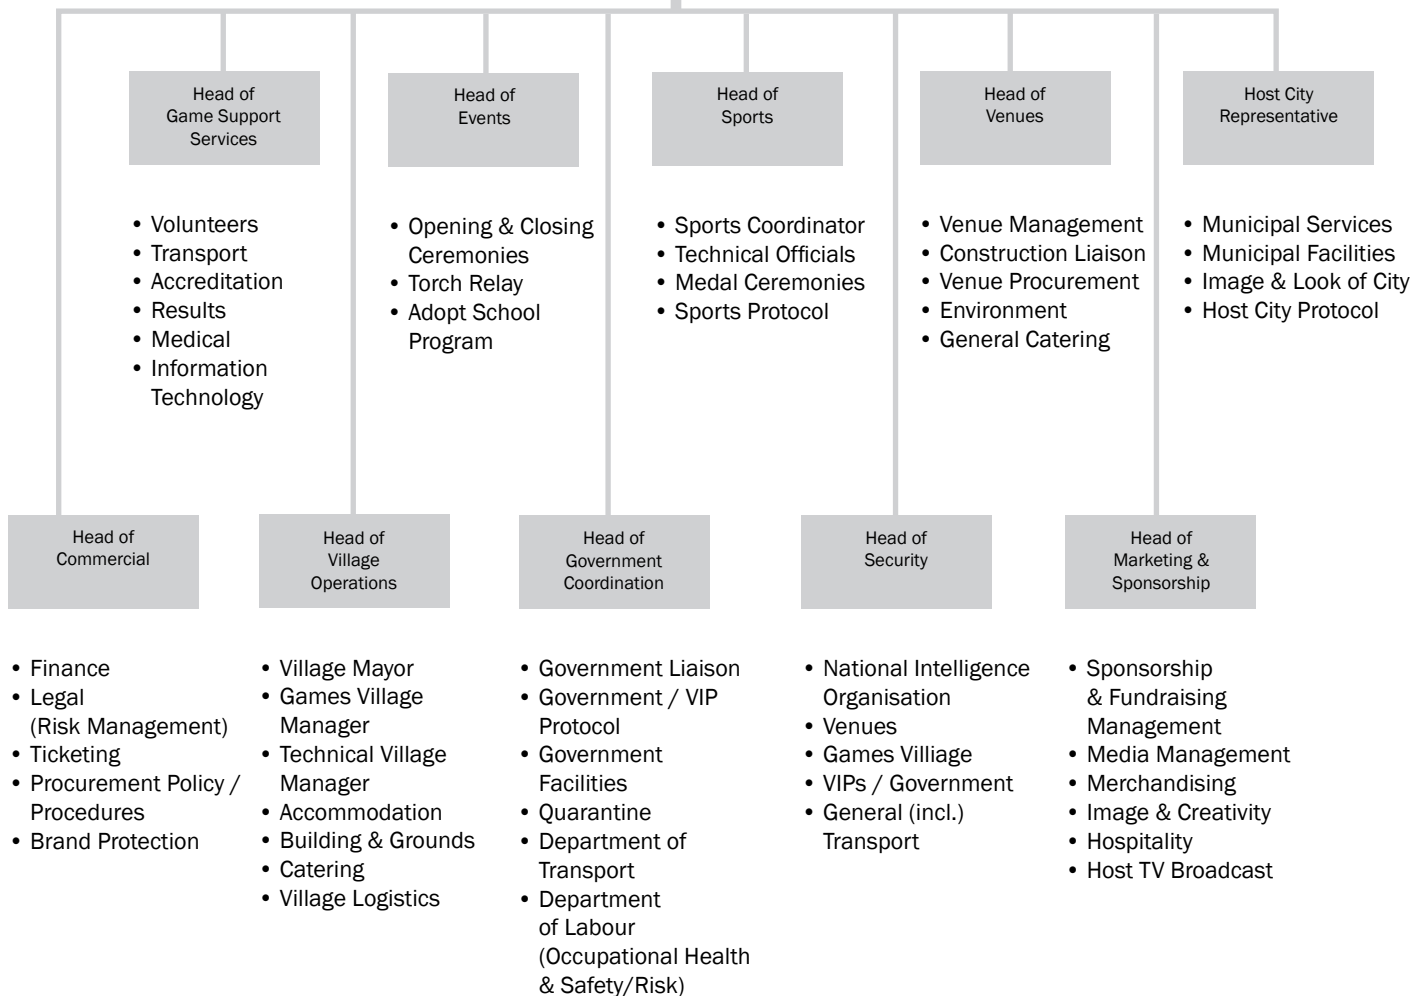 Head of
Game Support
Services
Head of
Events
Head of
Sports
Head of
Venues
Host City
Representative
• Volunteers
• Transport
• Accreditation
• Results
• Medical
• Information
Technology
• Opening & Closing
Ceremonies
• Torch Relay
• Adopt School
Program
• Sports Coordinator
• Technical Officials
• Medal Ceremonies
• Sports Protocol
• Venue Management
• Construction Liaison
• Venue Procurement
• Environment
• General Catering
• Municipal Services
• Municipal Facilities
• Image & Look of City
• Host City Protocol
Head of
Commercial
Head of
Village
Operations
Head of
Government
Coordination
Head of
Security
Head of
Marketing &
Sponsorship
• Finance
• Legal
(Risk Management)
• Ticketing
• Procurement Policy /
Procedures
• Brand Protection
• Village Mayor
• Games Village
Manager
• Technical Village
Manager
• Accommodation
• Building & Grounds
• Catering
• Village Logistics
• Government Liaison
• Government / VIP
Protocol
• Government
Facilities
• Quarantine
• Department of
Transport
• Department
of Labour
(Occupational Health
& Safety/Risk)
• National Intelligence
Organisation
• Venues
• Games Villiage
• VIPs / Government
• General (incl.)
Transport
• Sponsorship
& Fundraising
Management
• Media Management
• Merchandising
• Image & Creativity
• Hospitality
• Host TV Broadcast